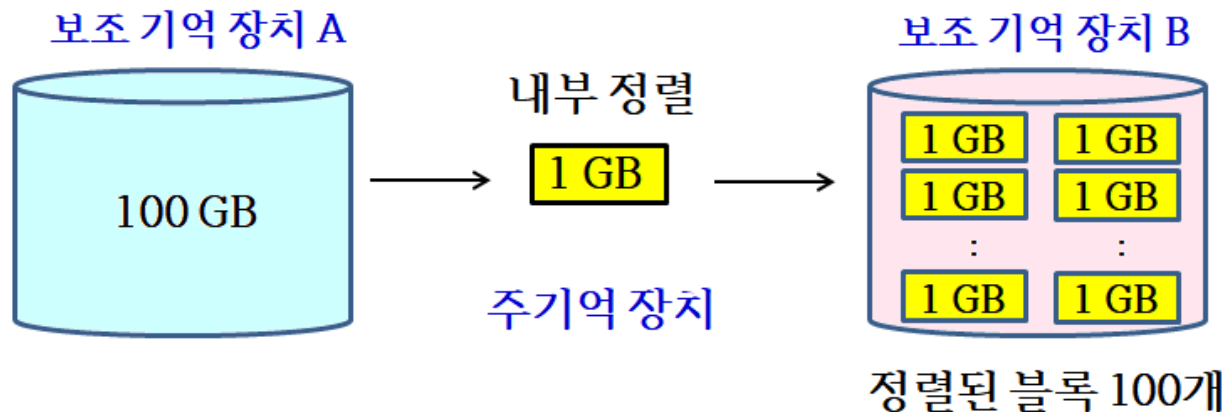 보조 기억 장치 A
보조 기억 장치 B
내부 정렬
1 GB
100 GB
주기억 장치
1 GB 1 GB
1 GB 1 GB
: :
1 GB 1 GB
정렬된 블록 100개